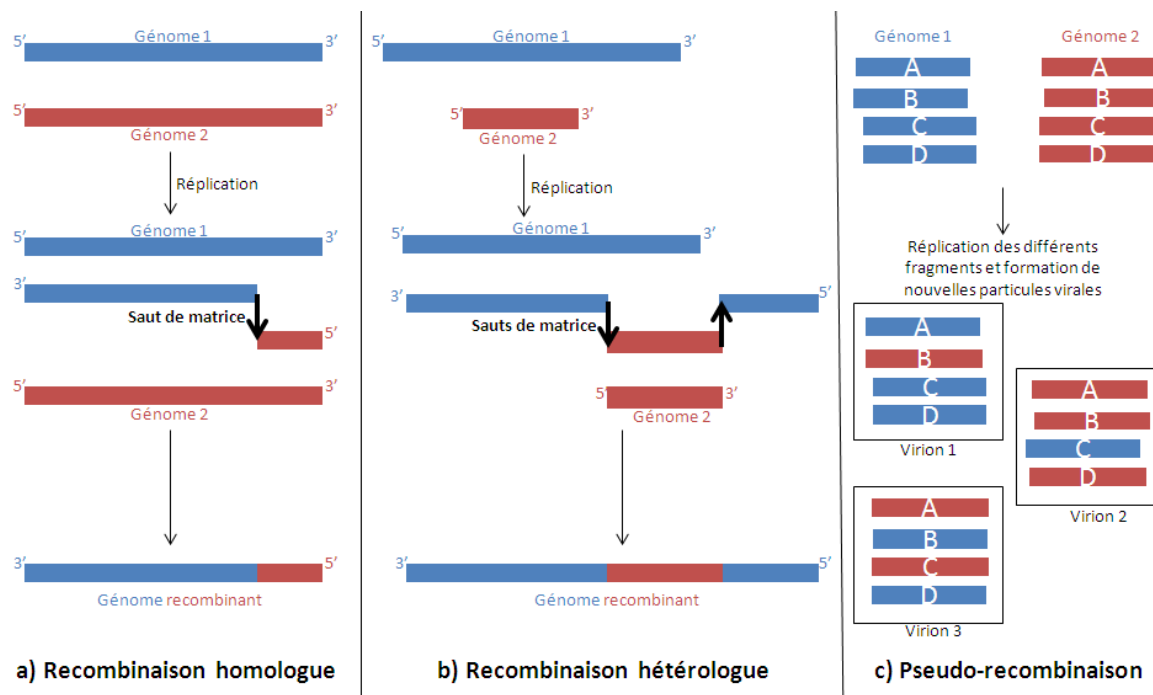 Génome 1
5’ 3’
5’ 3’
Génome 2
Réplication
Génome 1
5’ 3’
3’
Saut de matrice
5’
5’ 3’
Génome 2
3’ 5’
Génome recombinant
a) Recombinaison homologue
Génome 1
5’ 3’
5’ 3’
Génome 2
Réplication
Génome 1
5’ 3’
3’ 5’
Sauts de matrice
5’ 3’
Génome 2
3’ 5’
Génome recombinant
b) Recombinaison hétérologue
Génome 1
A
B
C
D
Génome 2
A
B
C
D
Réplication des différents
fragments et formation de
nouvelles particules virales
A
B
C
D
Virion 1
A
B
C
D
Virion 2
A
B
C
D
Virion 3
c) Pseudo-recombinaison